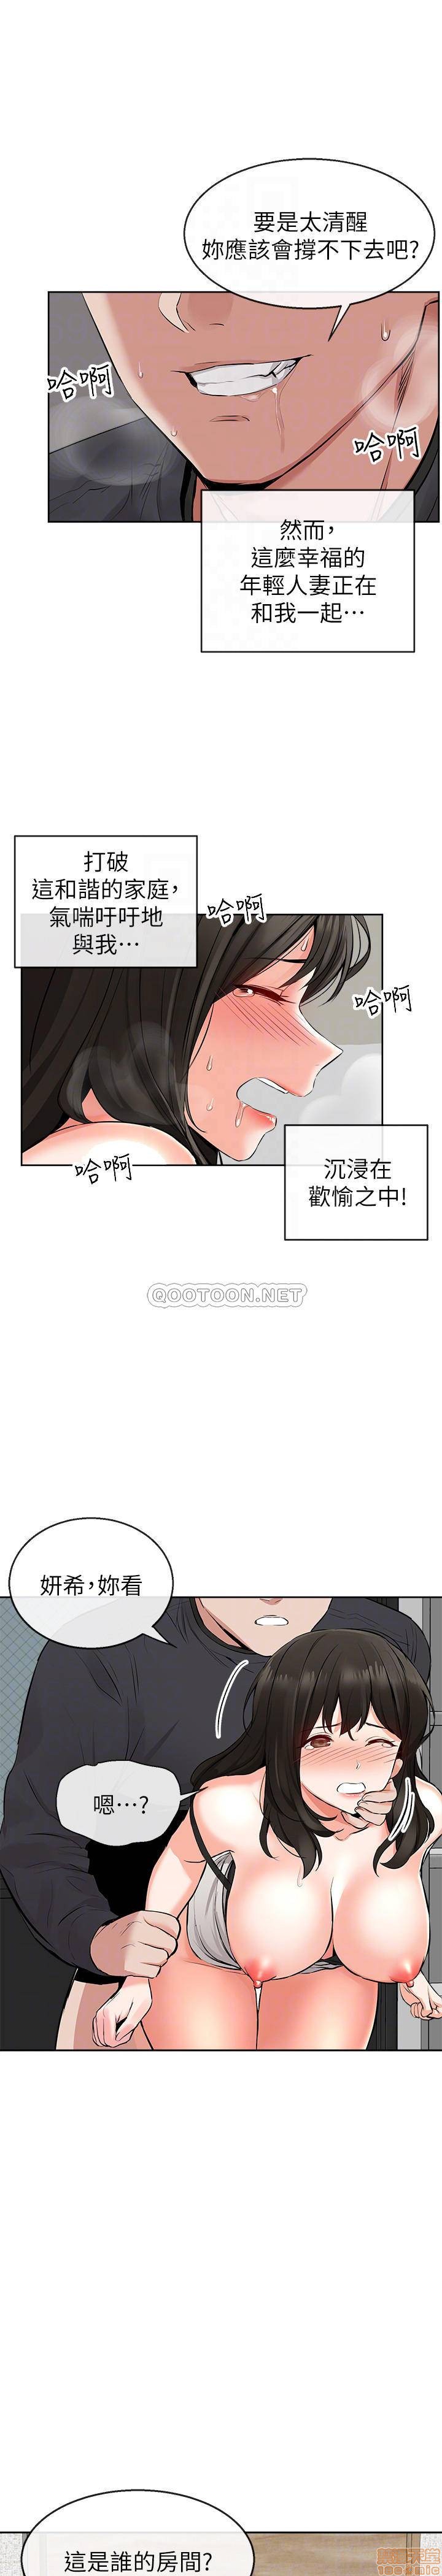 要是太清醒
妳應該會撐不下去吧?
哈啊
哈啊
然而，
這麼幸福的
年輕人妻正在
和我一起⋯
打破
這和諧的家庭，
氣喘吁吁地
與我⋯
哈啊
哈啊
哈啊
沉浸在
歡愉之中!
QOOTOON.NET
妍希，妳看
嗯⋯?
這是誰的房間?